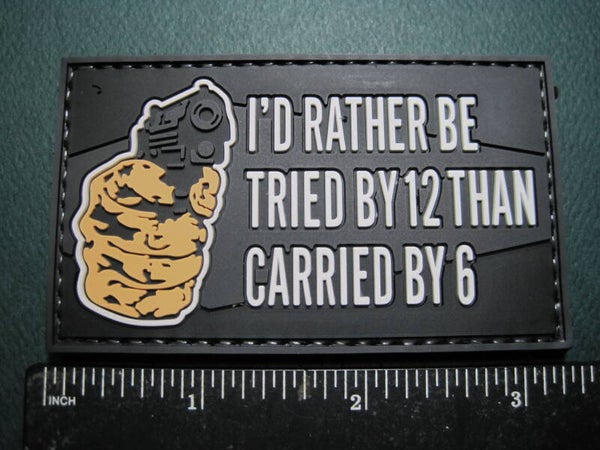 I'D RATHER BE
TRIED BY 12 THAN
CARRIED BY 6
INCH 1 2 3